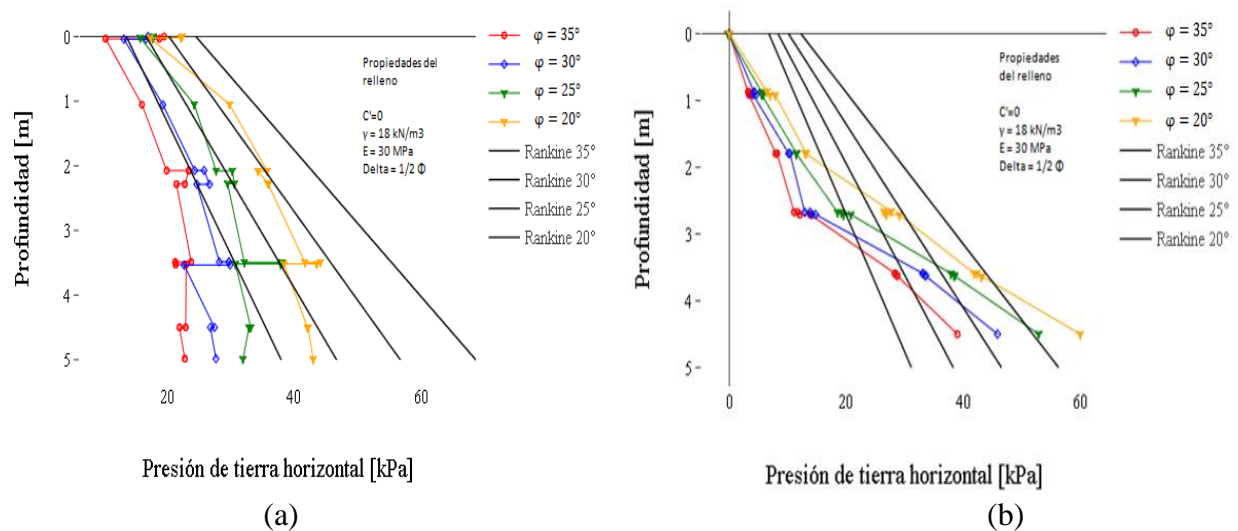 Profundidad [m]
0
1
2
3
4
5
20
40
60
Presión de tierra horizontal [kPa]
Propiedades del
relleno
C'=0
γ = 18 kN/m3
E = 30 MPa
Delta = 1/2 Φ
φ = 35°
φ = 30°
φ = 25°
φ = 20°
Rankine 35°
Rankine 30°
Rankine 25°
Rankine 20°
(a)
Profundidad [m]
0
1
2
3
4
5
0
20
40
60
Presión de tierra horizontal [kPa]
Propiedades
del relleno
C'=0
γ = 18 kN/m3
E = 30 MPa
Delta = 1/2 Φ
φ = 35°
φ = 30°
φ = 25°
φ = 20°
Rankine 35°
Rankine 30°
Rankine 25°
Rankine 20°
(b)